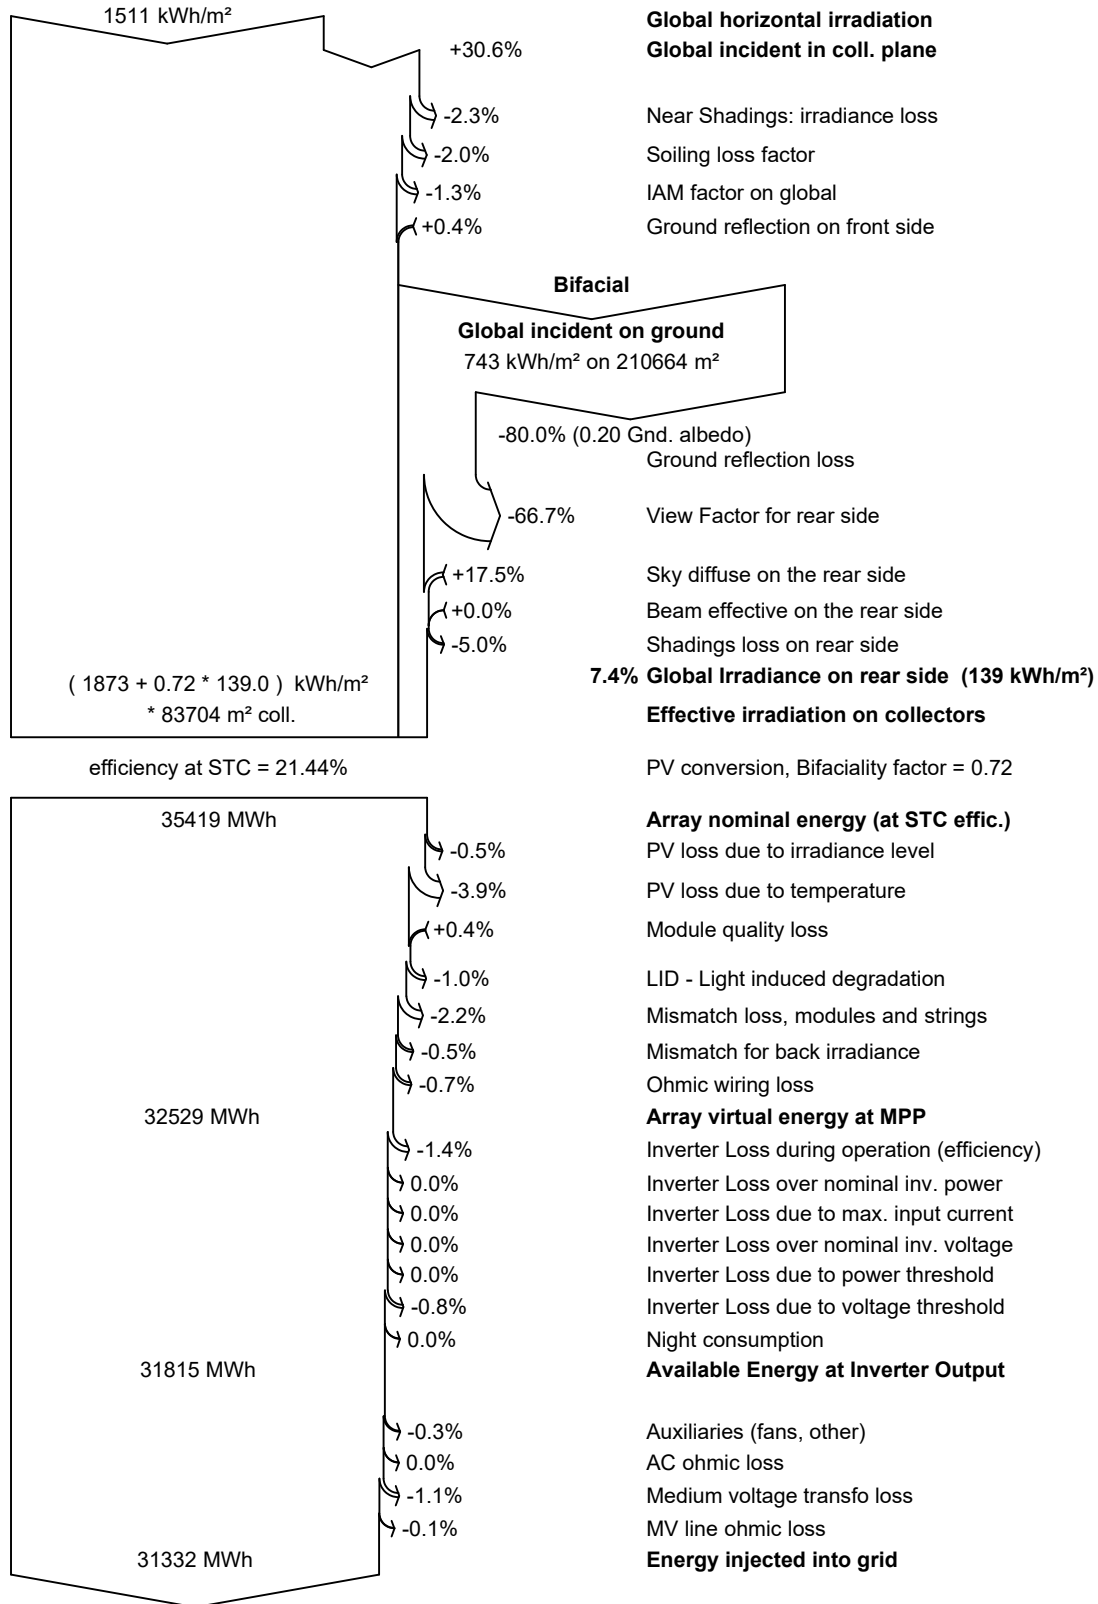 1511 kWh/m²
Global horizontal irradiation
+30.6% Global incident in coll. plane
-2.3% Near Shadings: irradiance loss
-2.0% Soiling loss factor
-1.3% IAM factor on global
+0.4% Ground reflection on front side
Bifacial
Global incident on ground
743 kWh/m² on 210664 m²
-80.0% (0.20 Gnd. albedo)
Ground reflection loss
-66.7% View Factor for rear side
+17.5% Sky diffuse on the rear side
+0.0% Beam effective on the rear side
-5.0% Shadings loss on rear side
7.4% Global Irradiance on rear side (139 kWh/m²)
( 1873 + 0.72 * 139.0 ) kWh/m²
* 83704 m² coll. Effective irradiation on collectors
efficiency at STC = 21.44% PV conversion, Bifaciality factor = 0.72
35419 MWh Array nominal energy (at STC effic.)
-0.5% PV loss due to irradiance level
-3.9% PV loss due to temperature
+0.4% Module quality loss
-1.0% LID - Light induced degradation
-2.2% Mismatch loss, modules and strings
-0.5% Mismatch for back irradiance
-0.7% Ohmic wiring loss
32529 MWh Array virtual energy at MPP
-1.4% Inverter Loss during operation (efficiency)
0.0% Inverter Loss over nominal inv. power
0.0% Inverter Loss due to max. input current
0.0% Inverter Loss over nominal inv. voltage
0.0% Inverter Loss due to power threshold
-0.8% Inverter Loss due to voltage threshold
0.0% Night consumption
31815 MWh Available Energy at Inverter Output
-0.3% Auxiliaries (fans, other)
0.0% AC ohmic loss
-1.1% Medium voltage transfo loss
-0.1% MV line ohmic loss
31332 MWh Energy injected into grid